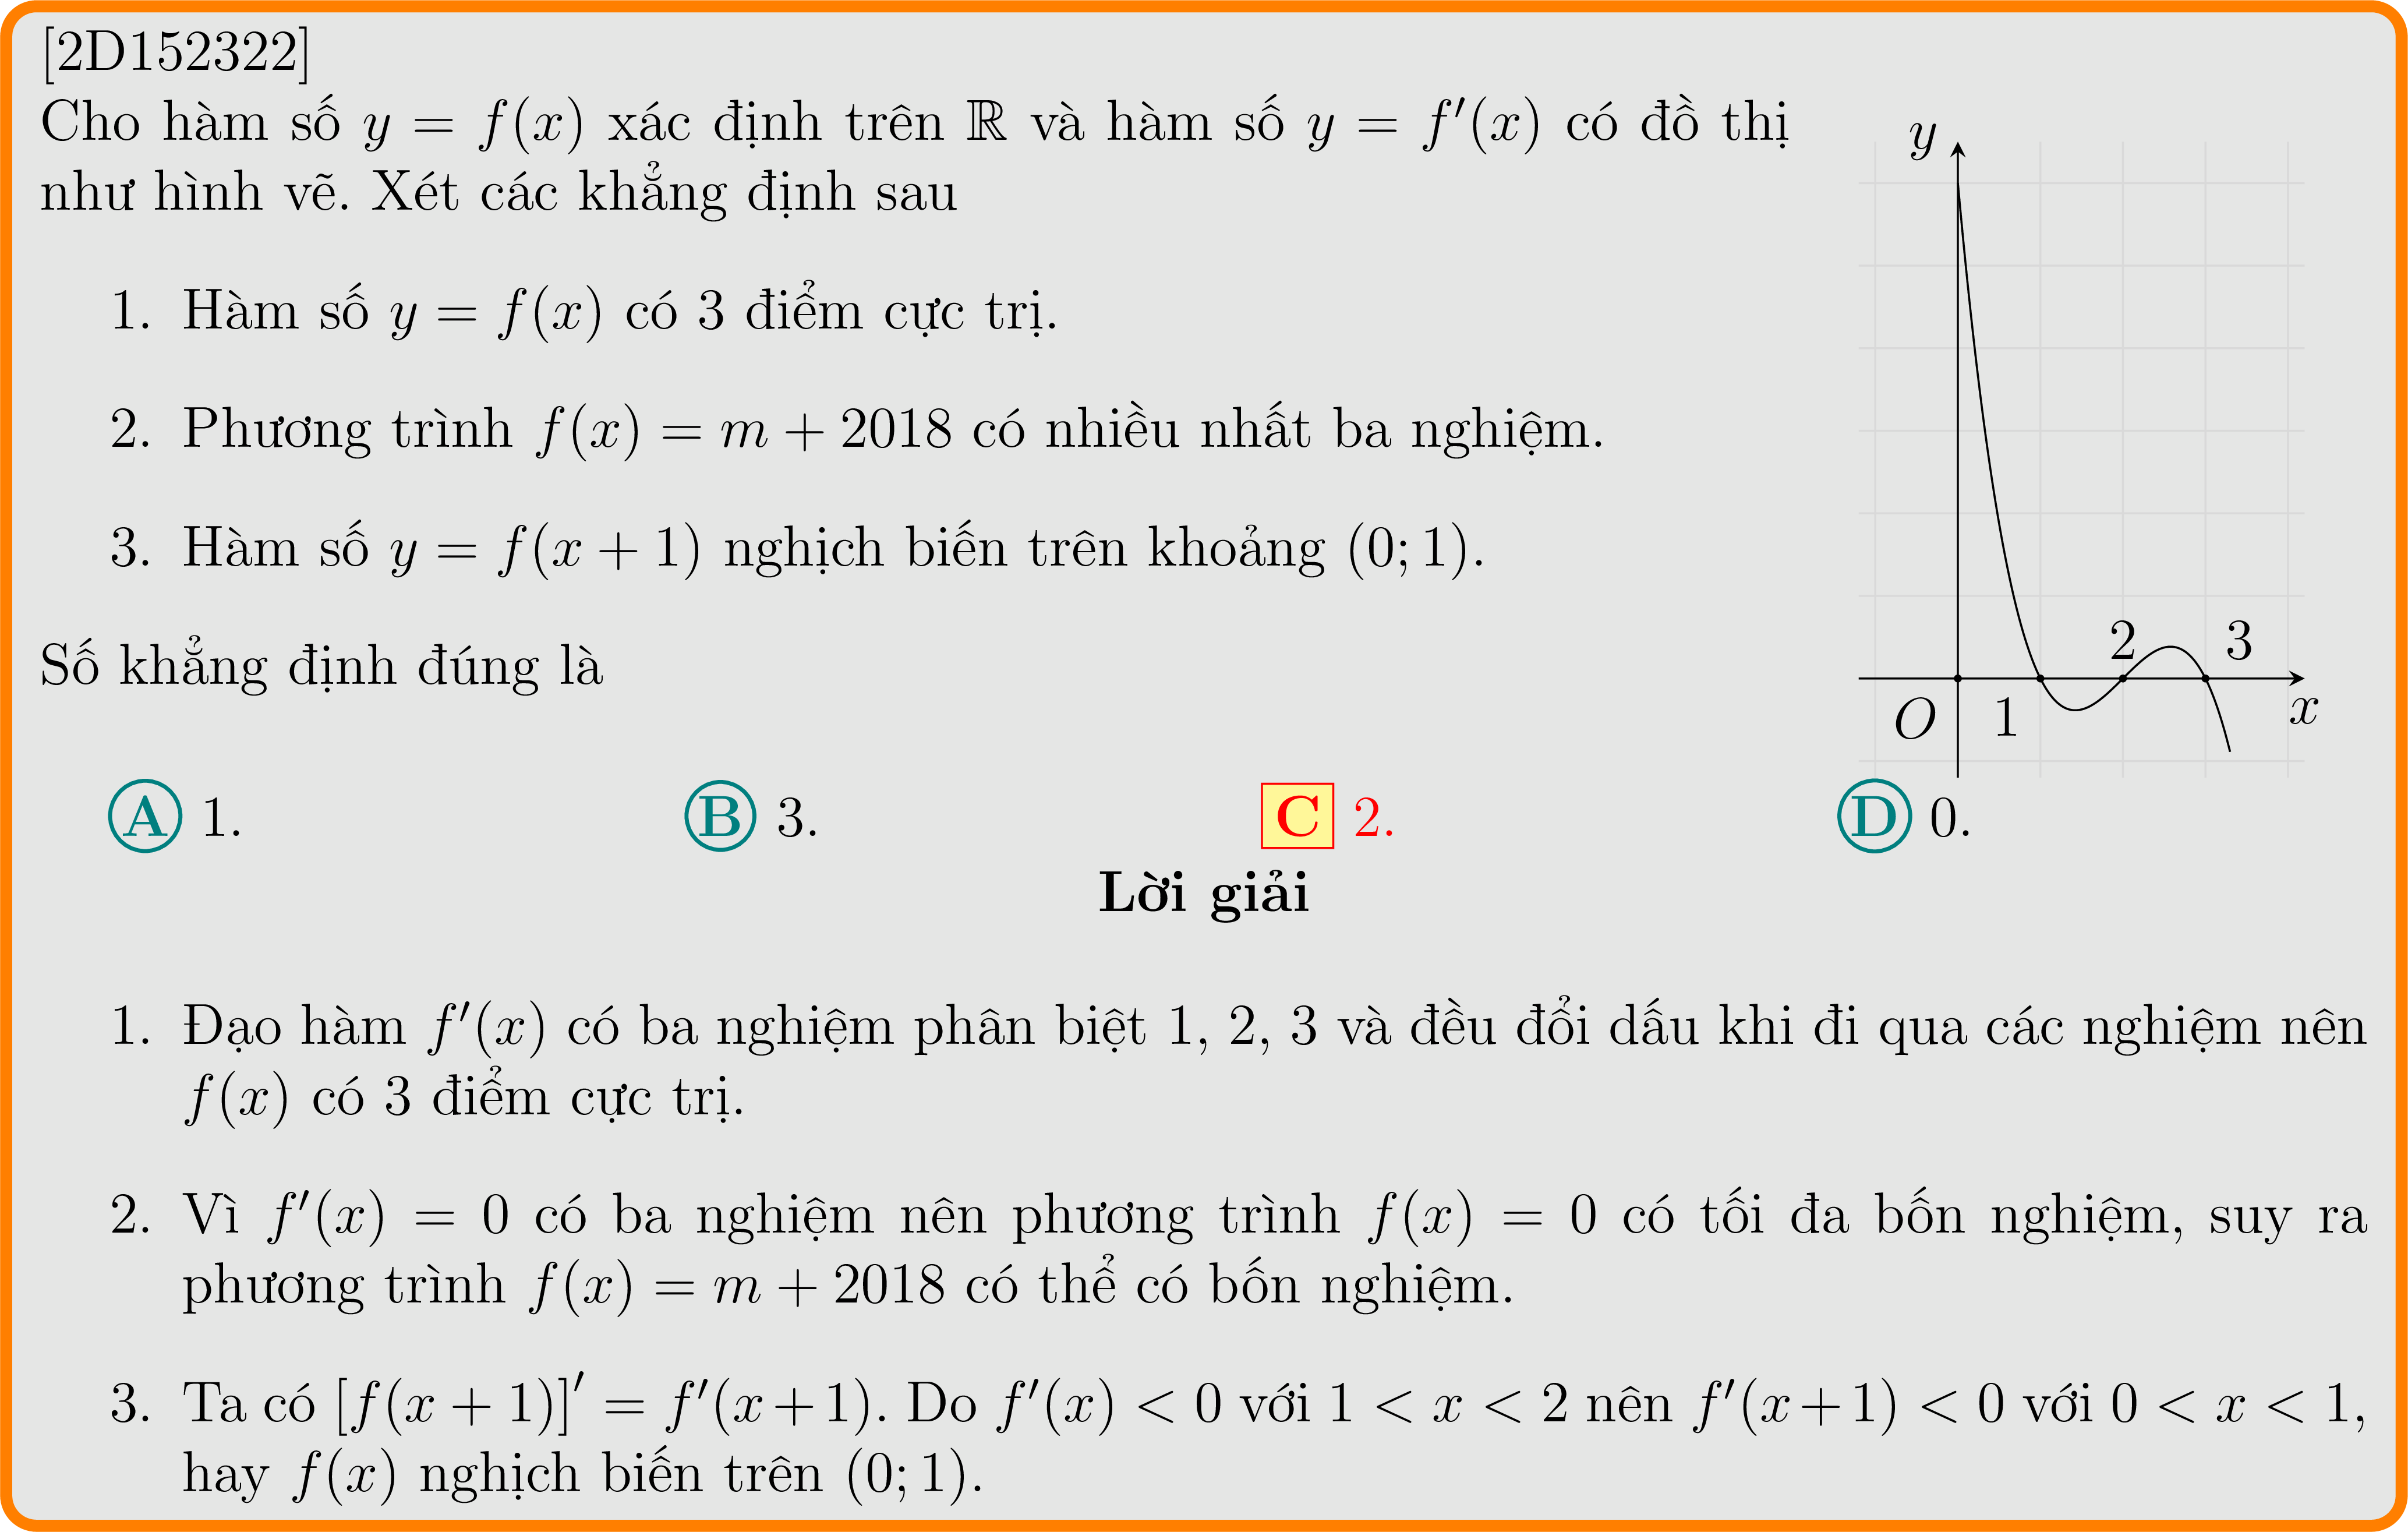 [2D152322]
Cho hàm số y = f(x) xác định trên ℝ và hàm số y = f′(x) có đồ thị
như hình vẽ. Xét các khẳng định sau
1. Hàm số y = f(x) có 3 điểm cực trị.
2. Phương trình f(x) = m + 2018 có nhiều nhất ba nghiệm.
3. Hàm số y = f(x + 1) nghịch biến trên khoảng (0; 1).
Số khẳng định đúng là
y
2 3
O 1 x
A 1. B 3. C 2. D 0.
Lời giải
1. Đạo hàm f′(x) có ba nghiệm phân biệt 1, 2, 3 và đều đổi dấu khi đi qua các nghiệm nên
f(x) có 3 điểm cực trị.
2. Vì f′(x) = 0 có ba nghiệm nên phương trình f(x) = 0 có tối đa bốn nghiệm, suy ra
phương trình f(x) = m + 2018 có thể có bốn nghiệm.
3. Ta có [f(x + 1)]′ = f′(x + 1). Do f′(x) < 0 với 1 < x < 2 nên f′(x + 1) < 0 với 0 < x < 1,
hay f(x) nghịch biến trên (0; 1).